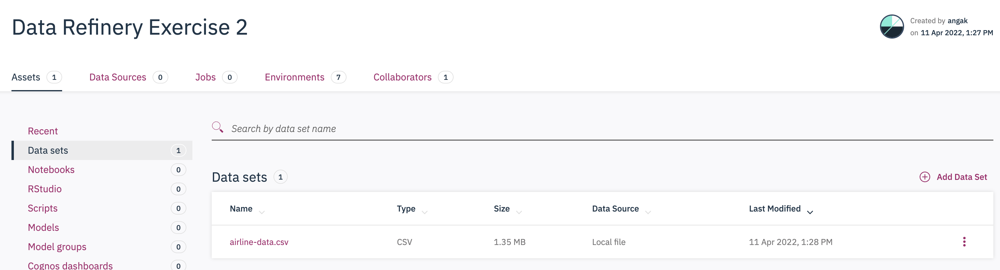 Data Refinery Exercise 2
Created by angak
on 11 Apr 2022, 1:27 PM
Assets 1 Data Sources 0 Jobs 0 Environments 7 Collaborators 1
Recent
Data sets 1
Notebooks 0
RStudio 0
Scripts 0
Models 0
Model groups 0
Cognos dashboards 0
Search by data set name
Data sets 1
Add Data Set
Name Type Size Data Source Last Modified
airline-data.csv CSV 1.35 MB Local file 11 Apr 2022, 1:28 PM